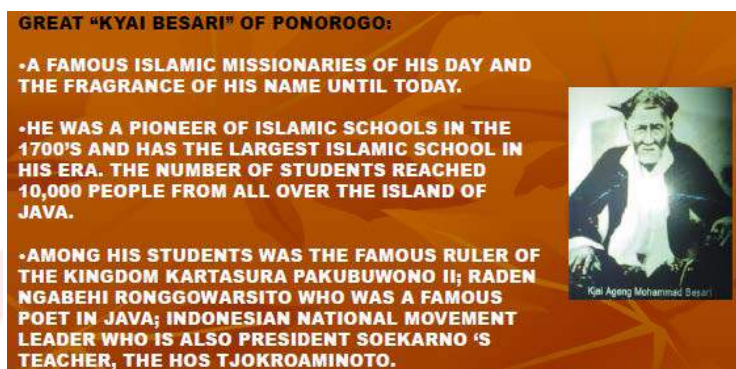 GREAT “KYAI BESARI” OF PONOROGO:
•A FAMOUS ISLAMIC MISSIONARIES OF HIS DAY AND
THE FRAGRANCE OF HIS NAME UNTIL TODAY.
•HE WAS A PIONEER OF ISLAMIC SCHOOLS IN THE
1700’S AND HAS THE LARGEST ISLAMIC SCHOOL IN
HIS ERA. THE NUMBER OF STUDENTS REACHED
10,000 PEOPLE FROM ALL OVER THE ISLAND OF
JAVA.
•AMONG HIS STUDENTS WAS THE FAMOUS RULER OF
THE KINGDOM KARTASURA PAKUBUWONO II; RADEN
NGABEHI RONGGOWARSITO WHO WAS A FAMOUS
POET IN JAVA; INDONESIAN NATIONAL MOVEMENT
LEADER WHO IS ALSO PRESIDENT SOEKARNO ‘S
TEACHER, THE HOS TJOKROAMINOTO.
Kjai Ageng Mohammad Besari